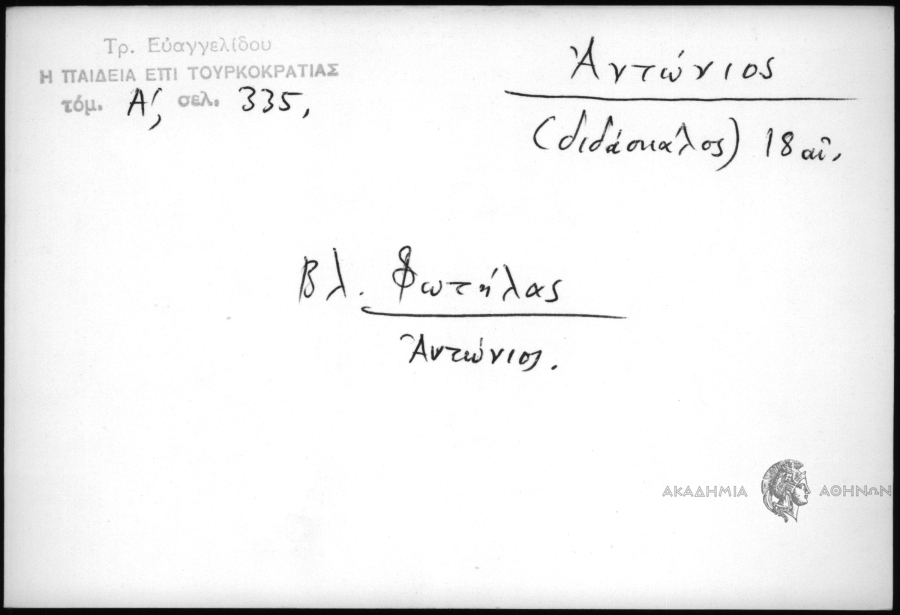 Τρ. Εὐαγγελίδου
Η ΠΑΙΔΕΙΑ ΕΠΙ ΤΟΥΡΚΟΚΡΑΤΙΑΣ
τόμ. Α′, σελ. 335,
Ἀντώνιος
(διδάσκαλος) 18 αἰ.
Βλ. Φωτήλας
Ἀντώνιος.
ΑΚΑΔΗΜΙΑ ΑΘΗΝΩΝ